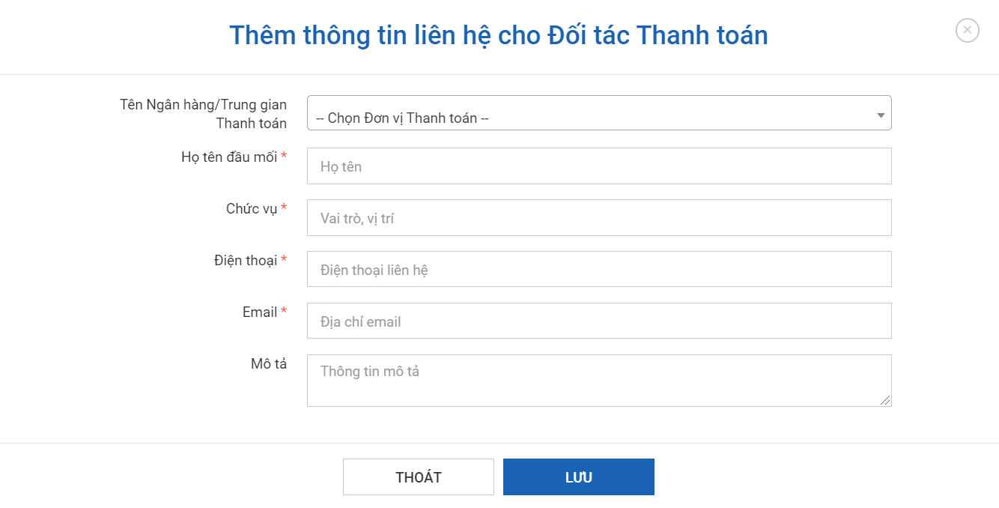 Thêm thông tin liên hệ cho Đối tác Thanh toán
Tên Ngân hàng/Trung gian
Thanh toán
-- Chọn Đơn vị Thanh toán --
Họ tên đầu mối *
Họ tên
Chức vụ *
Vai trò, vị trí
Điện thoại *
Điện thoại liên hệ
Email *
Địa chỉ email
Mô tả
Thông tin mô tả
THOÁT
LƯU